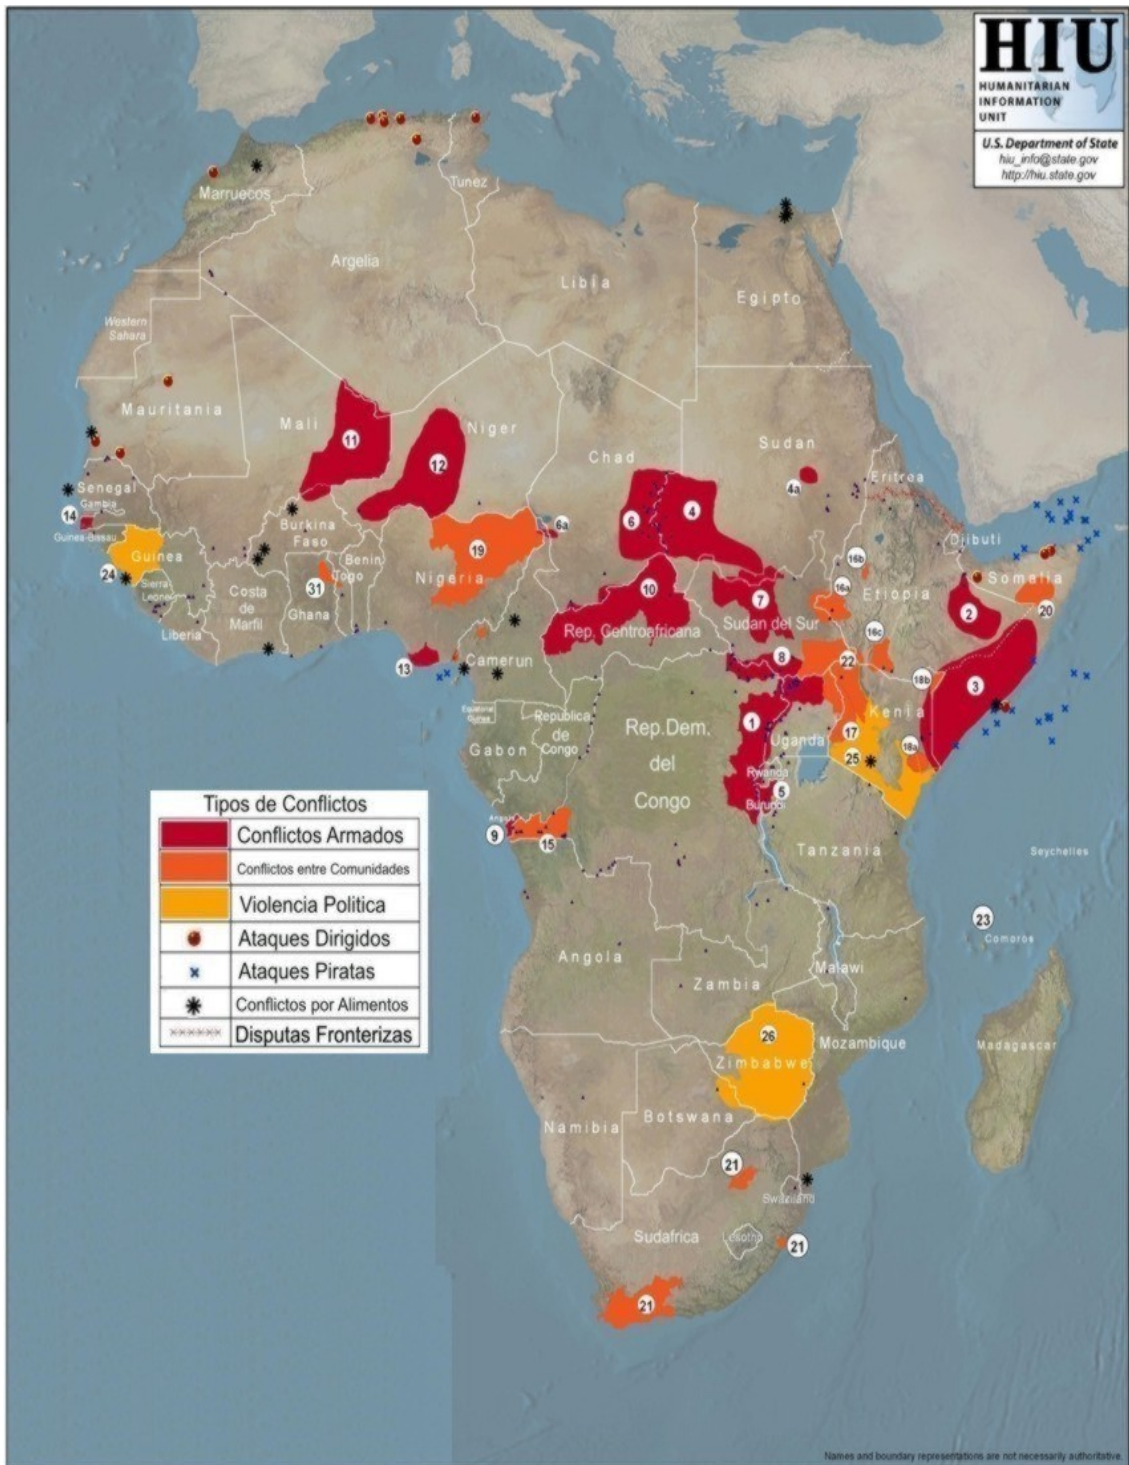 HIU
HUMANITARIAN
INFORMATION
UNIT
U.S. Department of State
hiu_info@state.gov
http://hiu.state.gov
Marruecos
Tunez
Argelia
Libía
Egipto
Western
Sahara
Mauritania
Mali
11
Niger
12
Chad
Sudan
4a
Eritrea
6
4
Senegal
Gambia
14
Guinea-Bissau
Guinea
24
Sierra
Leone
Liberia
Burkina
Faso
Costa
de
Marfil
31
Ghana
Benin
Togo
19
Nigeria
6a
10
Rep. Centroafricana
7
Sudan del Sur
Djibuti
16b
16a
Etiopia
Somalia
2
20
16c
13
Camerun
8
22
18b
3
Equatorial
Guinea
Gabon
Republica
de
Congo
Rep.Dem.
del
Congo
1
Uganda
Kenia
17
25
18a
Rwanda
5
Burundi
Tipos de Conflictos
Conflictos Armados
Conflictos entre Comunidades
Violencia Politica
Ataques Dirigidos
Ataques Piratas
Conflictos por Alimentos
Disputas Fronterizas
Angola
9
15
Tanzania
Seychelles
23
Comoros
Angola
Malawi
Zambia
26
Zimbabwe
Mozambique
Madagascar
Namibia
Botswana
21
Swaziland
Sudafrica
Lesotho
21
21
Names and boundary representations are not necessarily authoritative.